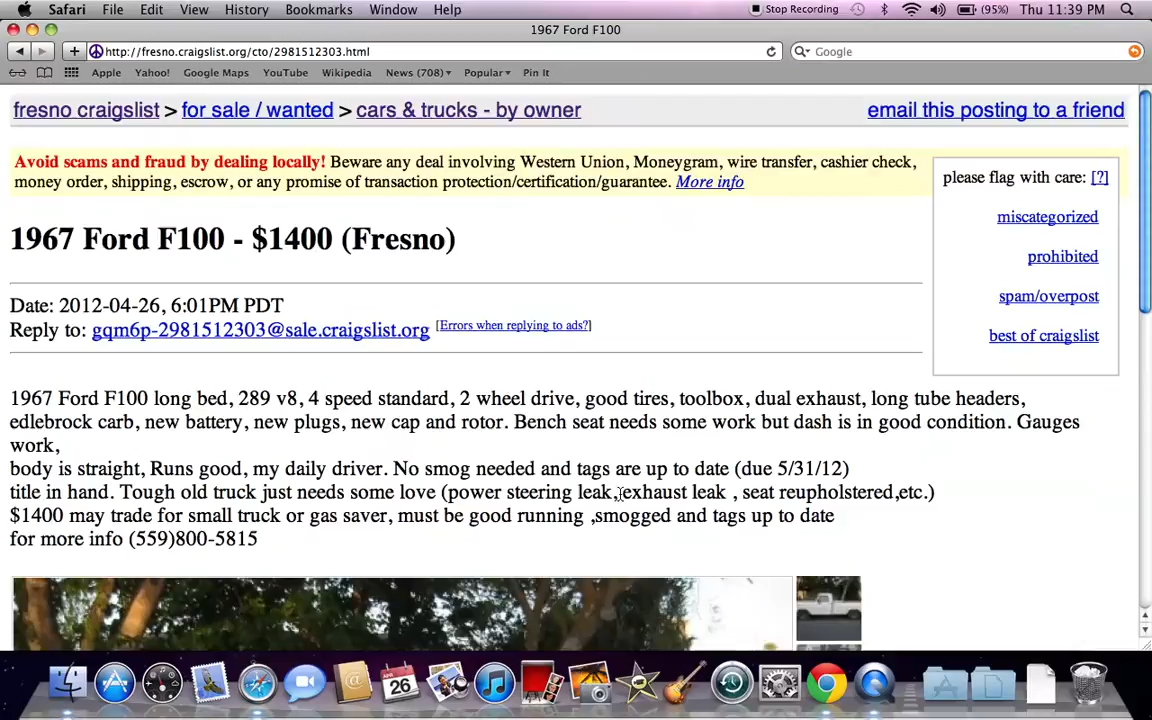 Safari File Edit View History Bookmarks Window Help Stop Recording (95%) Thu 11:39 PM
1967 Ford F100
http://fresno.craigslist.org/cto/2981512303.html
Google
Apple Yahoo! Google Maps YouTube Wikipedia News (708) Popular Pin It
fresno craigslist > for sale / wanted > cars & trucks - by owner
email this posting to a friend
Avoid scams and fraud by dealing locally! Beware any deal involving Western Union, Moneygram, wire transfer, cashier check,
money order, shipping, escrow, or any promise of transaction protection/certification/guarantee. More info
please flag with care: [?]
miscategorized
prohibited
spam/overpost
best of craigslist
1967 Ford F100 - $1400 (Fresno)
Date: 2012-04-26, 6:01PM PDT
Reply to: gqm6p-2981512303@sale.craigslist.org [Errors when replying to ads?]
1967 Ford F100 long bed, 289 v8, 4 speed standard, 2 wheel drive, good tires, toolbox, dual exhaust, long tube headers,
edlebrock carb, new battery, new plugs, new cap and rotor. Bench seat needs some work but dash is in good condition. Gauges
work,
body is straight, Runs good, my daily driver. No smog needed and tags are up to date (due 5/31/12)
title in hand. Tough old truck just needs some love (power steering leak, exhaust leak , seat reupholstered,etc.)
$1400 may trade for small truck or gas saver, must be good running ,smogged and tags up to date
for more info (559)800-5815
APR
26